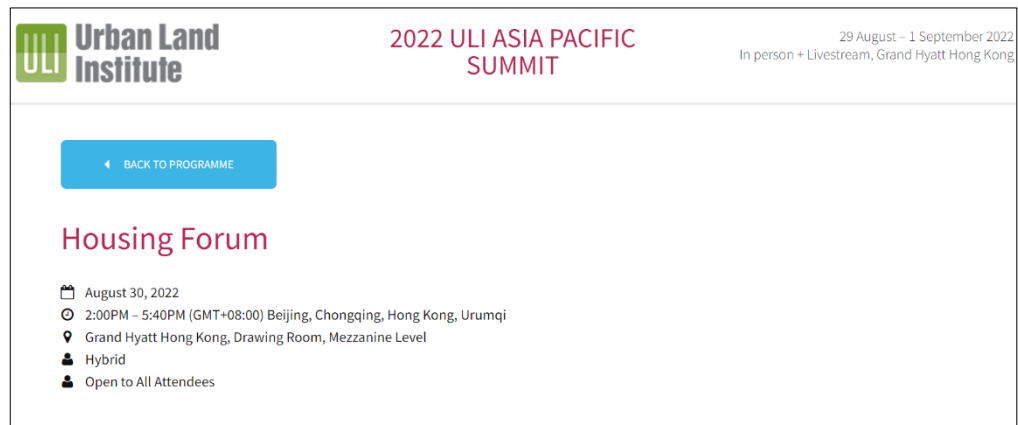 ULI
Urban Land
Institute
2022 ULI ASIA PACIFIC
SUMMIT
29 August – 1 September 2022
In person + Livestream, Grand Hyatt Hong Kong
BACK TO PROGRAMME
Housing Forum
August 30, 2022
2:00PM – 5:40PM (GMT+08:00) Beijing, Chongqing, Hong Kong, Urumqi
Grand Hyatt Hong Kong, Drawing Room, Mezzanine Level
Hybrid
Open to All Attendees